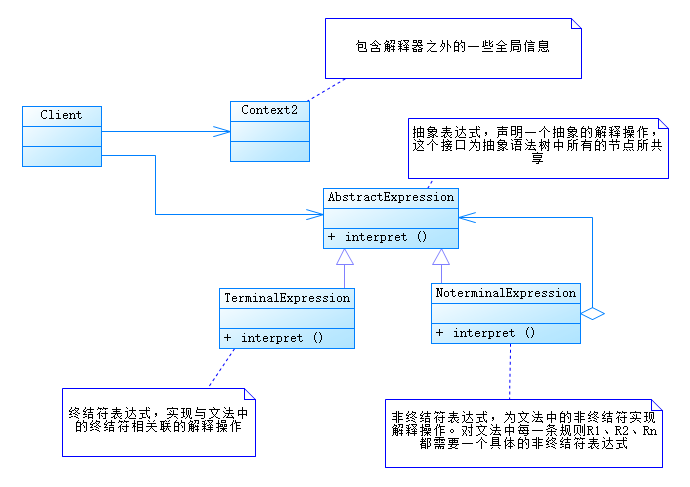 包含解释器之外的一些全局信息
Client
Context2
抽象表达式，声明一个抽象的解释操作，
这个接口为抽象语法树中所有的节点所共
享
AbstractExpression
+ interpret ()
TerminalExpression
+ interpret ()
NoterminalExpression
+ interpret ()
终结符表达式，实现与文法中
的终结符相关联的解释操作
非终结符表达式，为文法中的非终结符实现
解释操作。对文法中每一条规则R1、R2、Rn
都需要一个具体的非终结符表达式